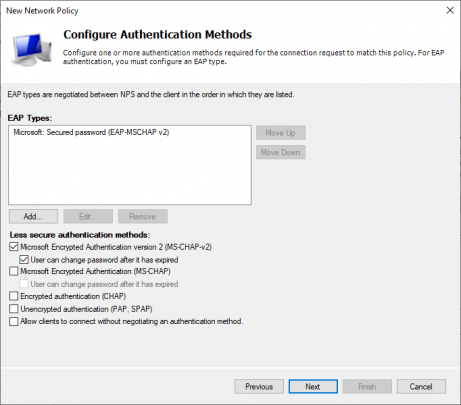 New Network Policy
Configure Authentication Methods
Configure one or more authentication methods required for the connection request to match this policy. For EAP
authentication, you must configure an EAP type.
EAP types are negotiated between NPS and the client in the order in which they are listed.
EAP Types:
Microsoft: Secured password (EAP-MSCHAP v2)
Move Up
Move Down
Add...
Edit...
Remove
Less secure authentication methods:
Microsoft Encrypted Authentication version 2 (MS-CHAP-v2)
User can change password after it has expired
Microsoft Encrypted Authentication (MS-CHAP)
User can change password after it has expired
Encrypted authentication (CHAP)
Unencrypted authentication (PAP, SPAP)
Allow clients to connect without negotiating an authentication method.
Previous
Next
Finish
Cancel